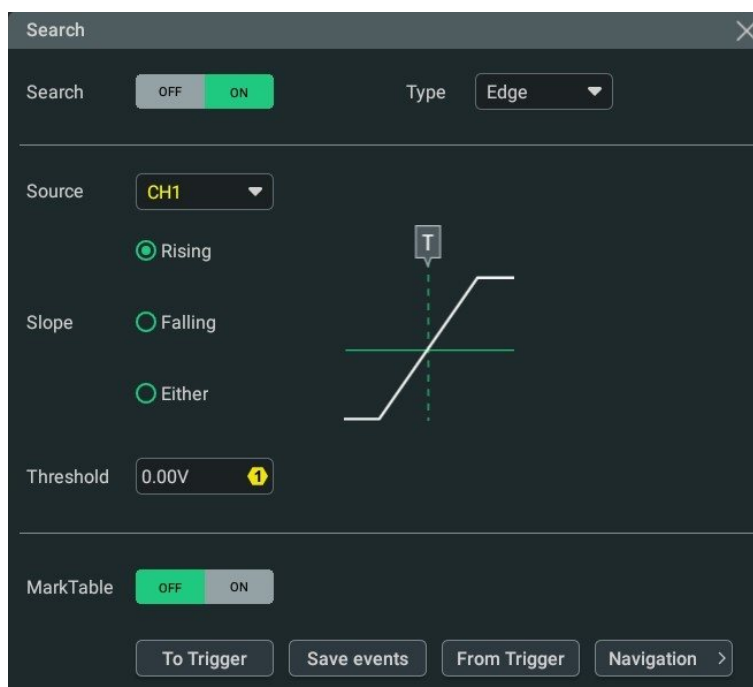 Search
Search OFF ON Type Edge
Source CH1
Rising
T
Slope Falling
Either
Threshold 0.00V 1
MarkTable OFF ON
To Trigger Save events From Trigger Navigation >